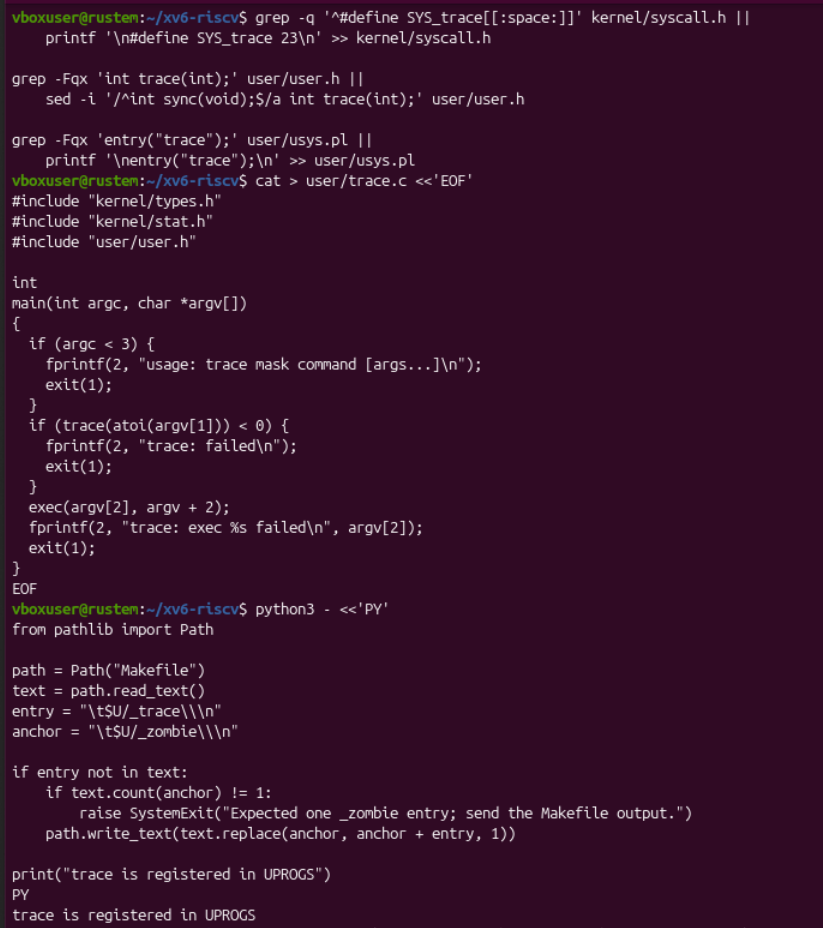 vboxuser@rustem:~/xv6-riscv$ grep -q '^#define SYS_trace[[:space:]]' kernel/syscall.h ||
    printf '\n#define SYS_trace 23\n' >> kernel/syscall.h

grep -Fqx 'int trace(int);' user/user.h ||
    sed -i '/^int sync(void);$/a int trace(int);' user/user.h

grep -Fqx 'entry("trace");' user/usys.pl ||
    printf '\nentry("trace");\n' >> user/usys.pl
vboxuser@rustem:~/xv6-riscv$ cat > user/trace.c <<'EOF'
#include "kernel/types.h"
#include "kernel/stat.h"
#include "user/user.h"

int
main(int argc, char *argv[])
{
  if (argc < 3) {
    fprintf(2, "usage: trace mask command [args...]\n");
    exit(1);
  }
  if (trace(atoi(argv[1])) < 0) {
    fprintf(2, "trace: failed\n");
    exit(1);
  }
  exec(argv[2], argv + 2);
  fprintf(2, "trace: exec %s failed\n", argv[2]);
  exit(1);
}
EOF
vboxuser@rustem:~/xv6-riscv$ python3 - <<'PY'
from pathlib import Path

path = Path("Makefile")
text = path.read_text()
entry = "\t$U/_trace\\\n"
anchor = "\t$U/_zombie\\\n"

if entry not in text:
    if text.count(anchor) != 1:
        raise SystemExit("Expected one _zombie entry; send the Makefile output.")
    path.write_text(text.replace(anchor, anchor + entry, 1))

print("trace is registered in UPROGS")
PY
trace is registered in UPROGS